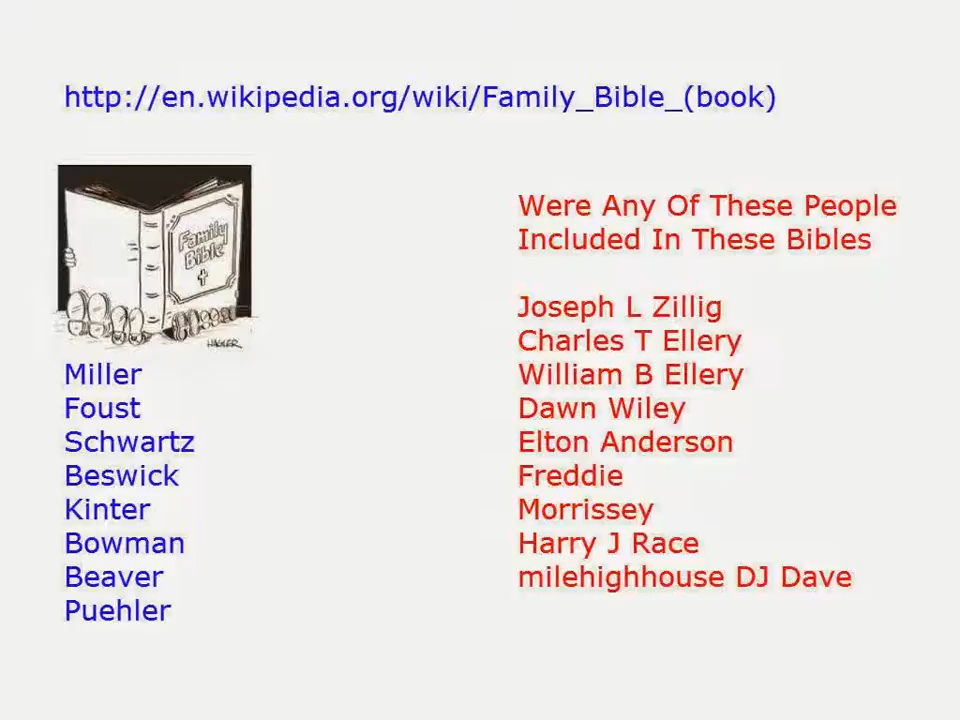 http://en.wikipedia.org/wiki/Family_Bible_(book)
Family
Bible
HAGLER
Miller
Foust
Schwartz
Beswick
Kinter
Bowman
Beaver
Puehler
Were Any Of These People
Included In These Bibles
Joseph L Zillig
Charles T Ellery
William B Ellery
Dawn Wiley
Elton Anderson
Freddie
Morrissey
Harry J Race
milehighhouse DJ Dave